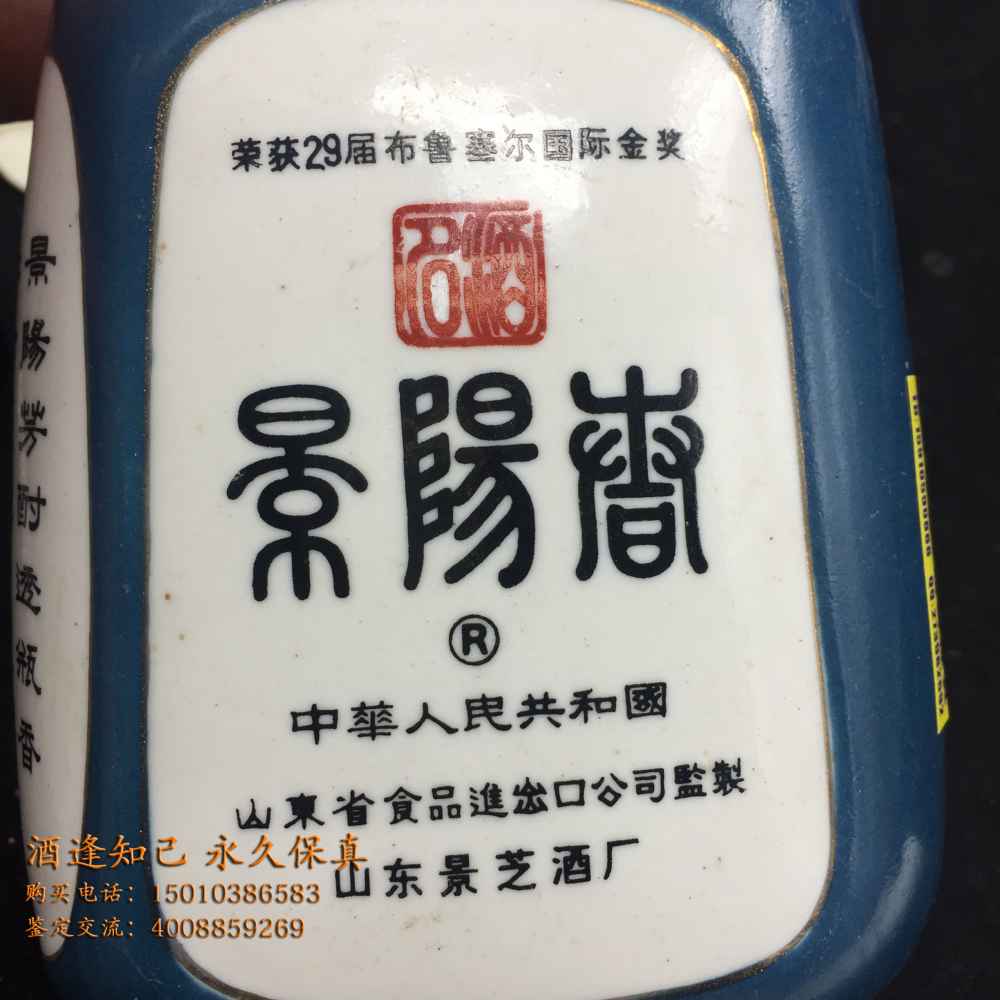 荣获29届布鲁塞尔国际金奖
名酒
景陽春
®
中華人民共和國
山東省食品進出口公司監製
山东景芝酒厂
景陽芳酎透瓶香
酒逢知己 永久保真
购买电话：15010386583
鉴定交流：4008859269